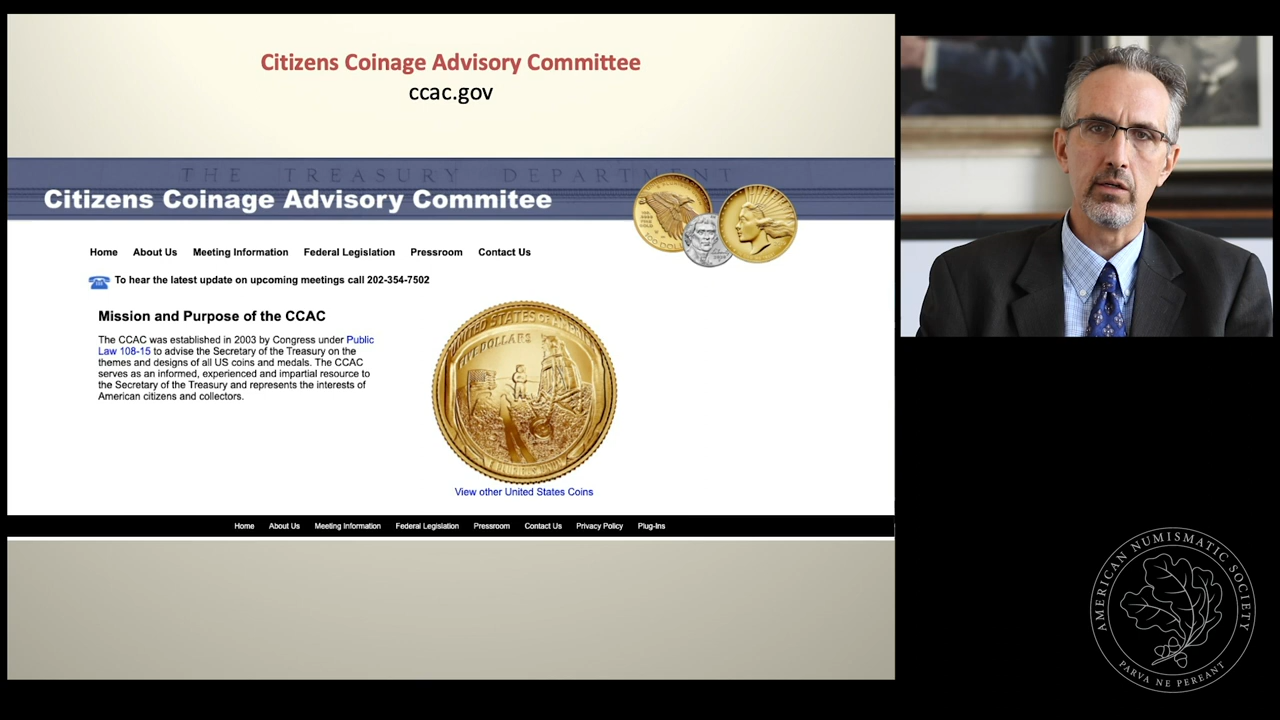 Citizens Coinage Advisory Committee
ccac.gov
THE TREASURY DEPARTMENT
Citizens Coinage Advisory Commitee
Home About Us Meeting Information Federal Legislation Pressroom Contact Us
To hear the latest update on upcoming meetings call 202-354-7502
Mission and Purpose of the CCAC
The CCAC was established in 2003 by Congress under Public
Law 108-15 to advise the Secretary of the Treasury on the
themes and designs of all US coins and medals. The CCAC
serves as an informed, experienced and impartial resource to
the Secretary of the Treasury and represents the interests of
American citizens and collectors.
UNITED STATES OF AMERICA
FIVE DOLLARS
E PLURIBUS UNUM
View other United States Coins
Home About Us Meeting Information Federal Legislation Pressroom Contact Us Privacy Policy Plug-Ins
AMERICAN NUMISMATIC SOCIETY
PARVA NE PEREANT